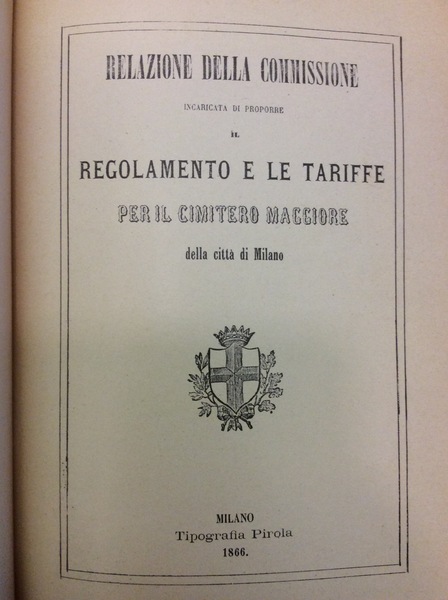 RELAZIONE DELLA COMMISSIONE
INCARICATA DI PROPORRE
IL
REGOLAMENTO E LE TARIFFE
PER IL CIMITERO MAGGIORE
della città di Milano
MILANO
Tipografia Pirola
1866.